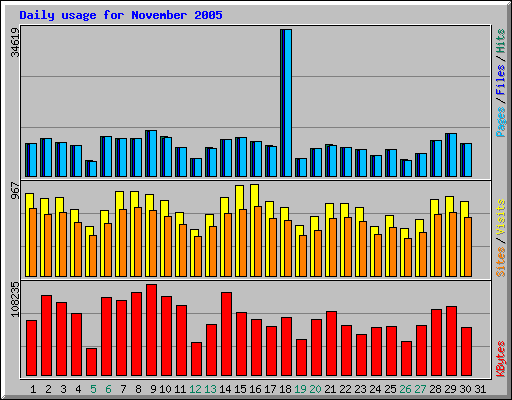 Daily usage for November 2005
34619
Pages / Files / Hits
967
Sites / Visits
108235
KBytes
1 2 3 4 5 6 7 8 9 10 11 12 13 14 15 16 17 18 19 20 21 22 23 24 25 26 27 28 29 30 31